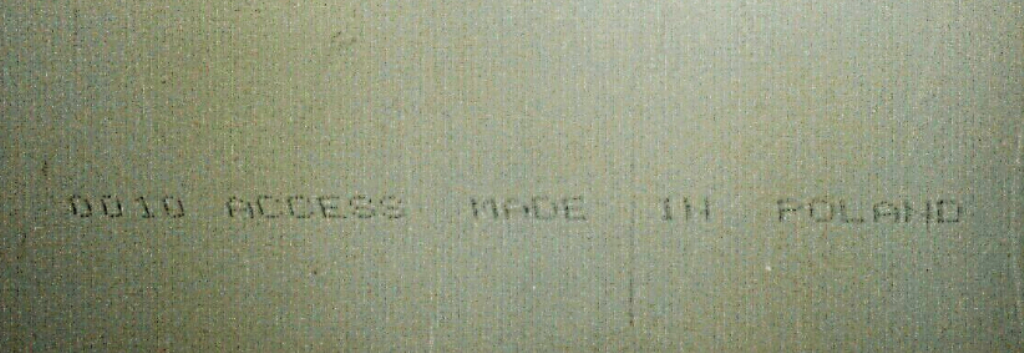 0010 ACCESS MADE IN POLAND